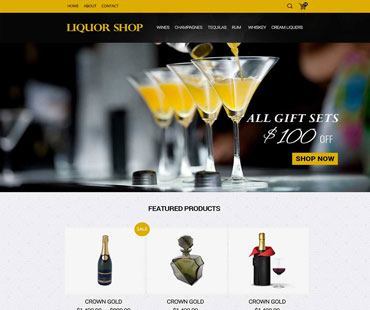 HOME ABOUT CONTACT
LIQUOR SHOP
WINES CHAMPAGNES TEQUILAS RUM WHISKEY CREAM LIQUERS
ALL GIFT SETS
$100 OFF
SHOP NOW
FEATURED PRODUCTS
SALE
CROWN GOLD CROWN GOLD CROWN GOLD